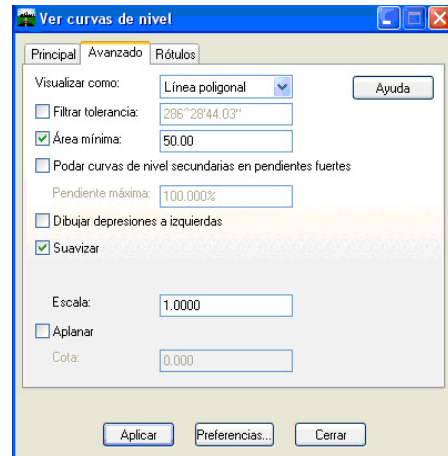 Ver curvas de nivel
Principal Avanzado Rótulos
Visualizar como: Línea poligonal Ayuda
Filtrar tolerancia: 286^28'44.03"
Área mínima: 50.00
Podar curvas de nivel secundarias en pendientes fuertes
Pendiente máxima: 100.000%
Dibujar depresiones a izquierdas
Suavizar
Escala: 1.0000
Aplanar
Cota: 0.000
Aplicar Preferencias... Cerrar